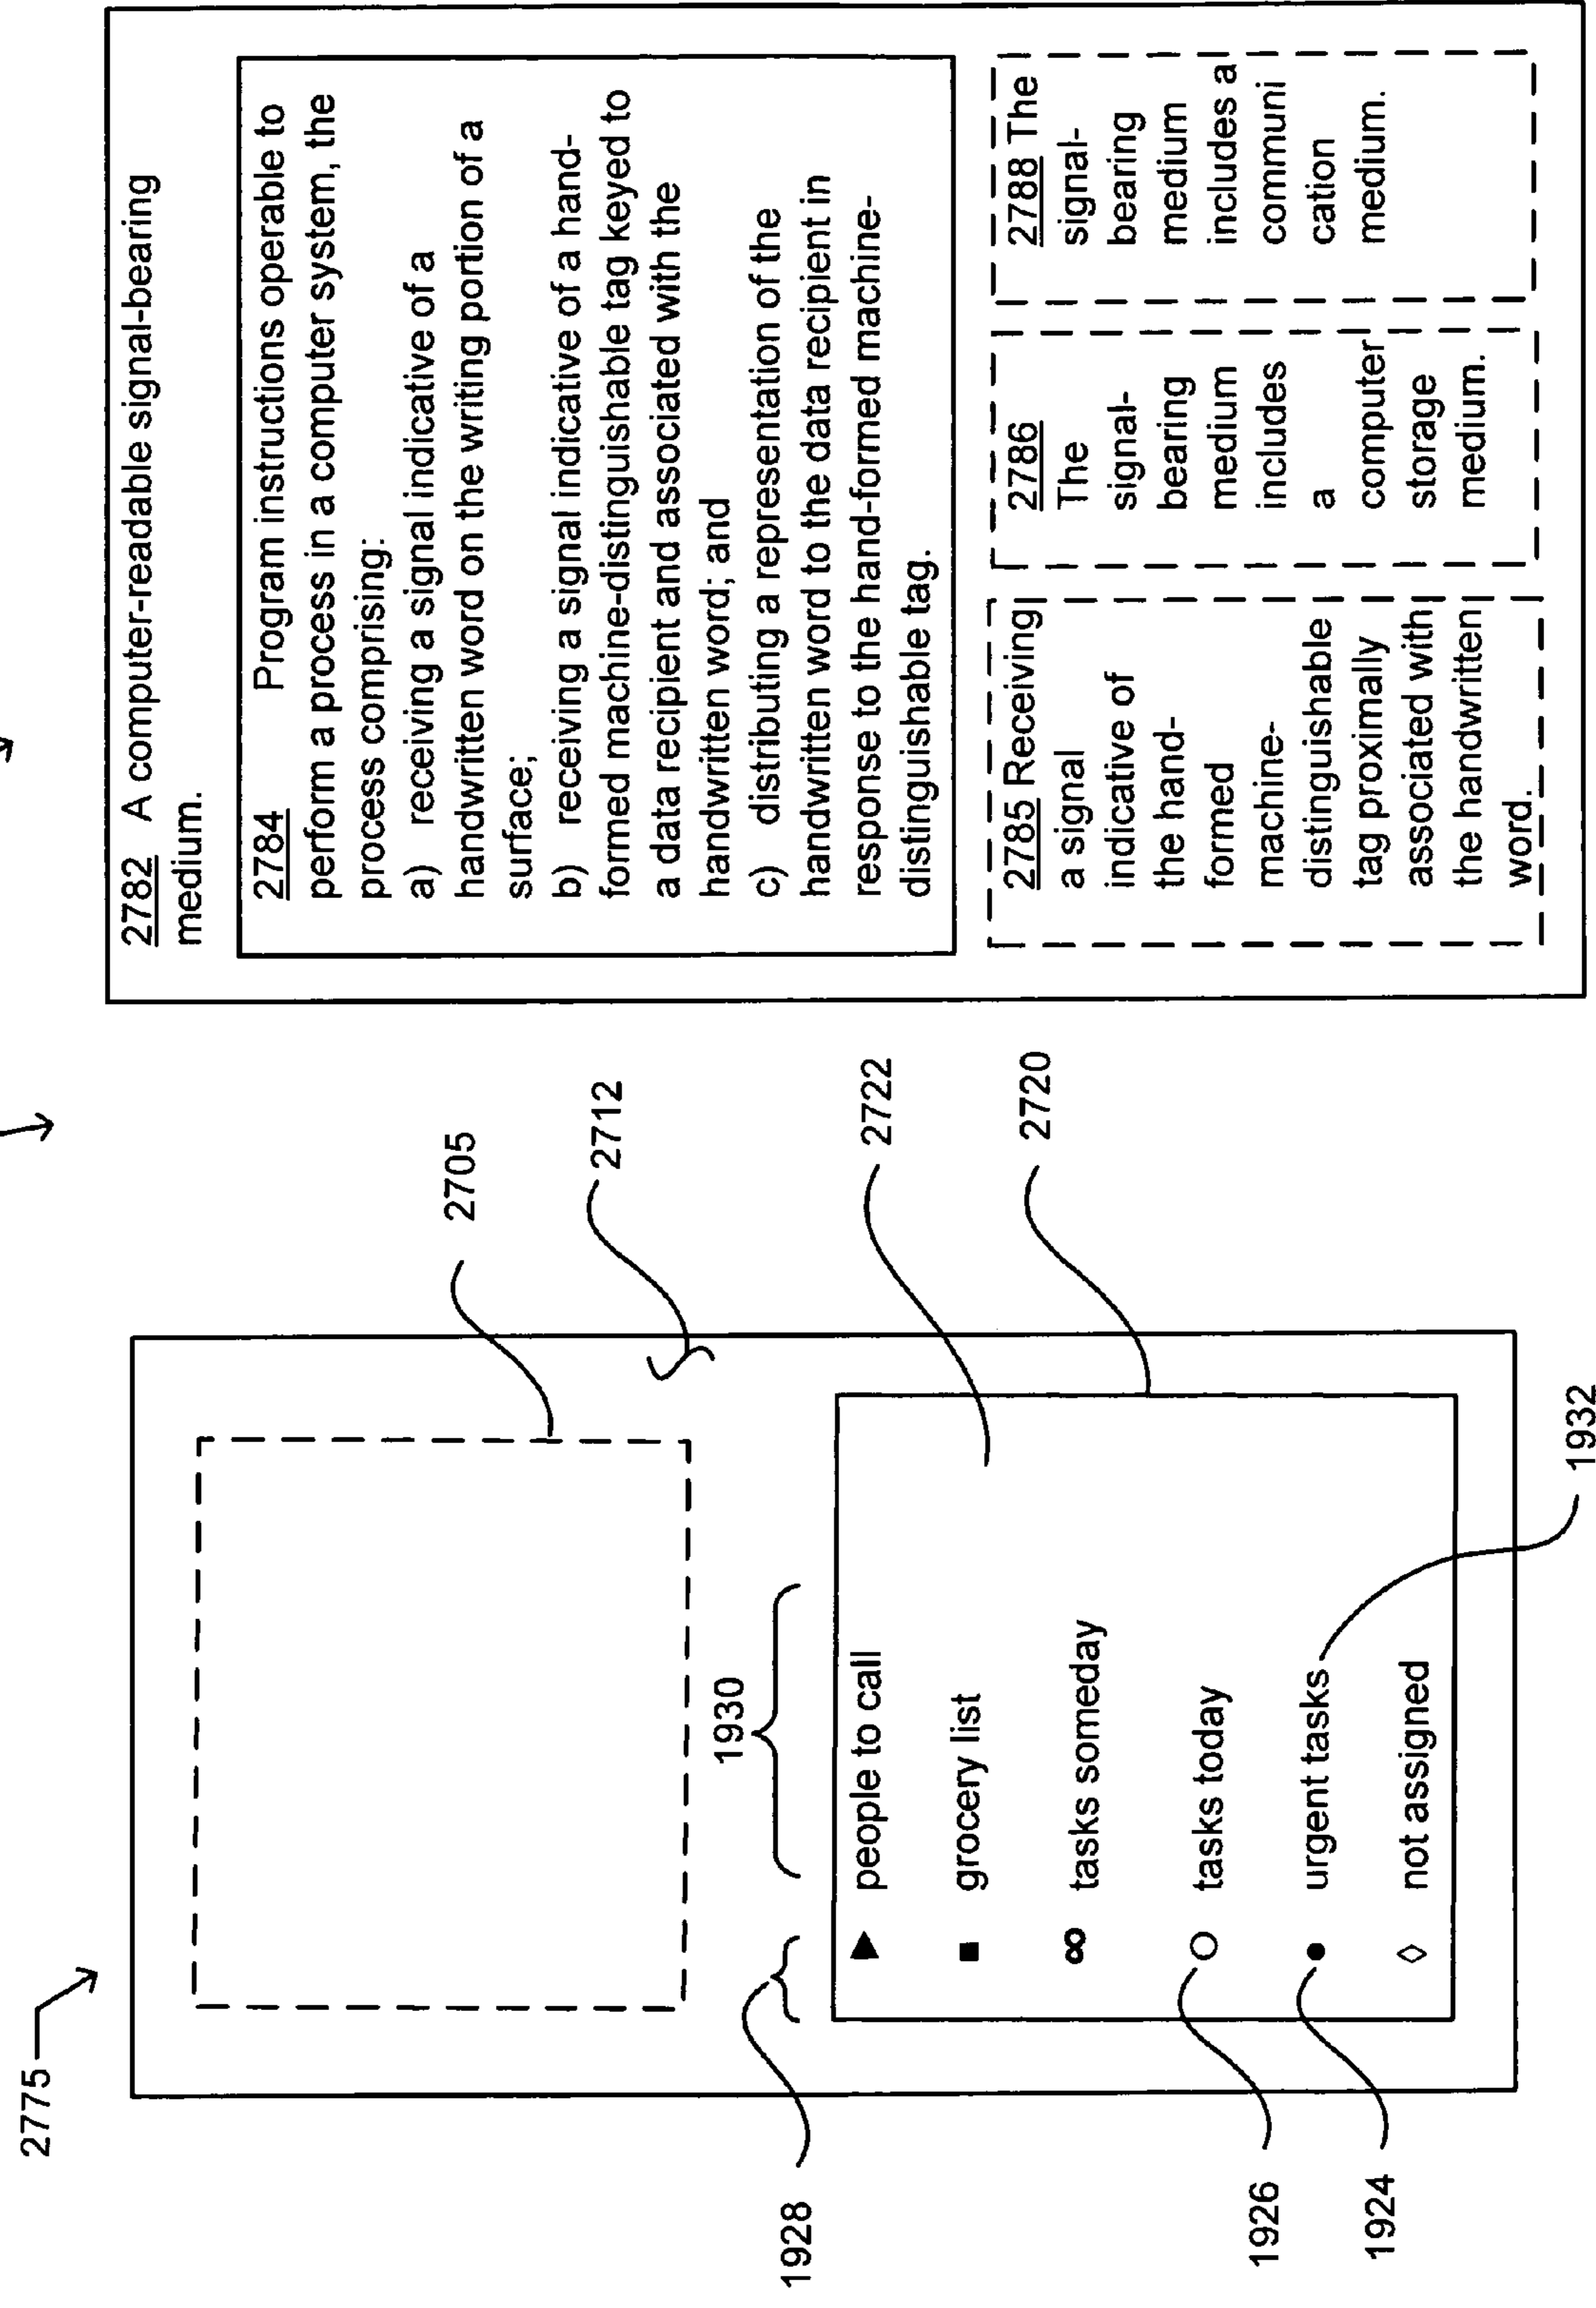 2775
2705
2712
1928
1930
▲ people to call
■ grocery list
∞ tasks someday
○ tasks today
● urgent tasks
◇ not assigned
2722
2720
1926
1924
1932
2782 A computer-readable signal-bearing
medium.
2784 Program instructions operable to
perform a process in a computer system, the
process comprising:
a) receiving a signal indicative of a
handwritten word on the writing portion of a
surface;
b) receiving a signal indicative of a hand-
formed machine-distinguishable tag keyed to
a data recipient and associated with the
handwritten word; and
c) distributing a representation of the
handwritten word to the data recipient in
response to the hand-formed machine-
distinguishable tag.
2785 Receiving
a signal
indicative of
the hand-
formed
machine-
distinguishable
tag proximally
associated with
the handwritten
word.
2786
The
signal-
bearing
medium
includes
a
computer
storage
medium.
2788 The
signal-
bearing
medium
includes a
communi
cation
medium.